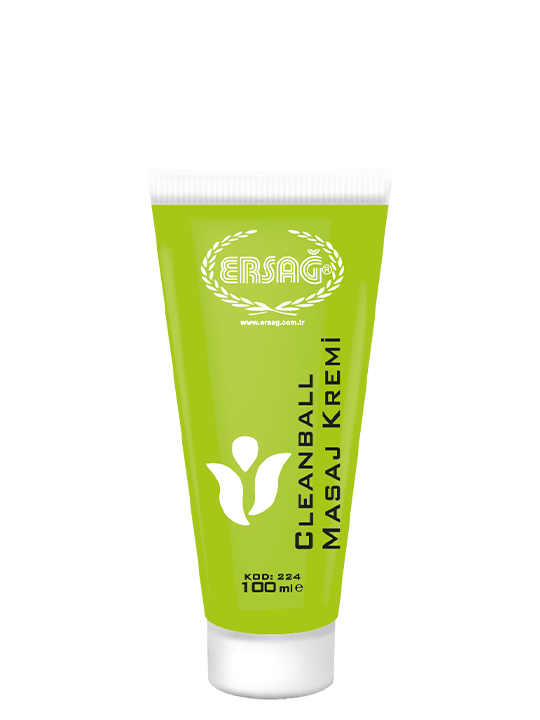 ERSAĞ®
www.ersag.com.tr
CLEANBALL
MASAJ KREMİ
KOD: 224
100 ml e